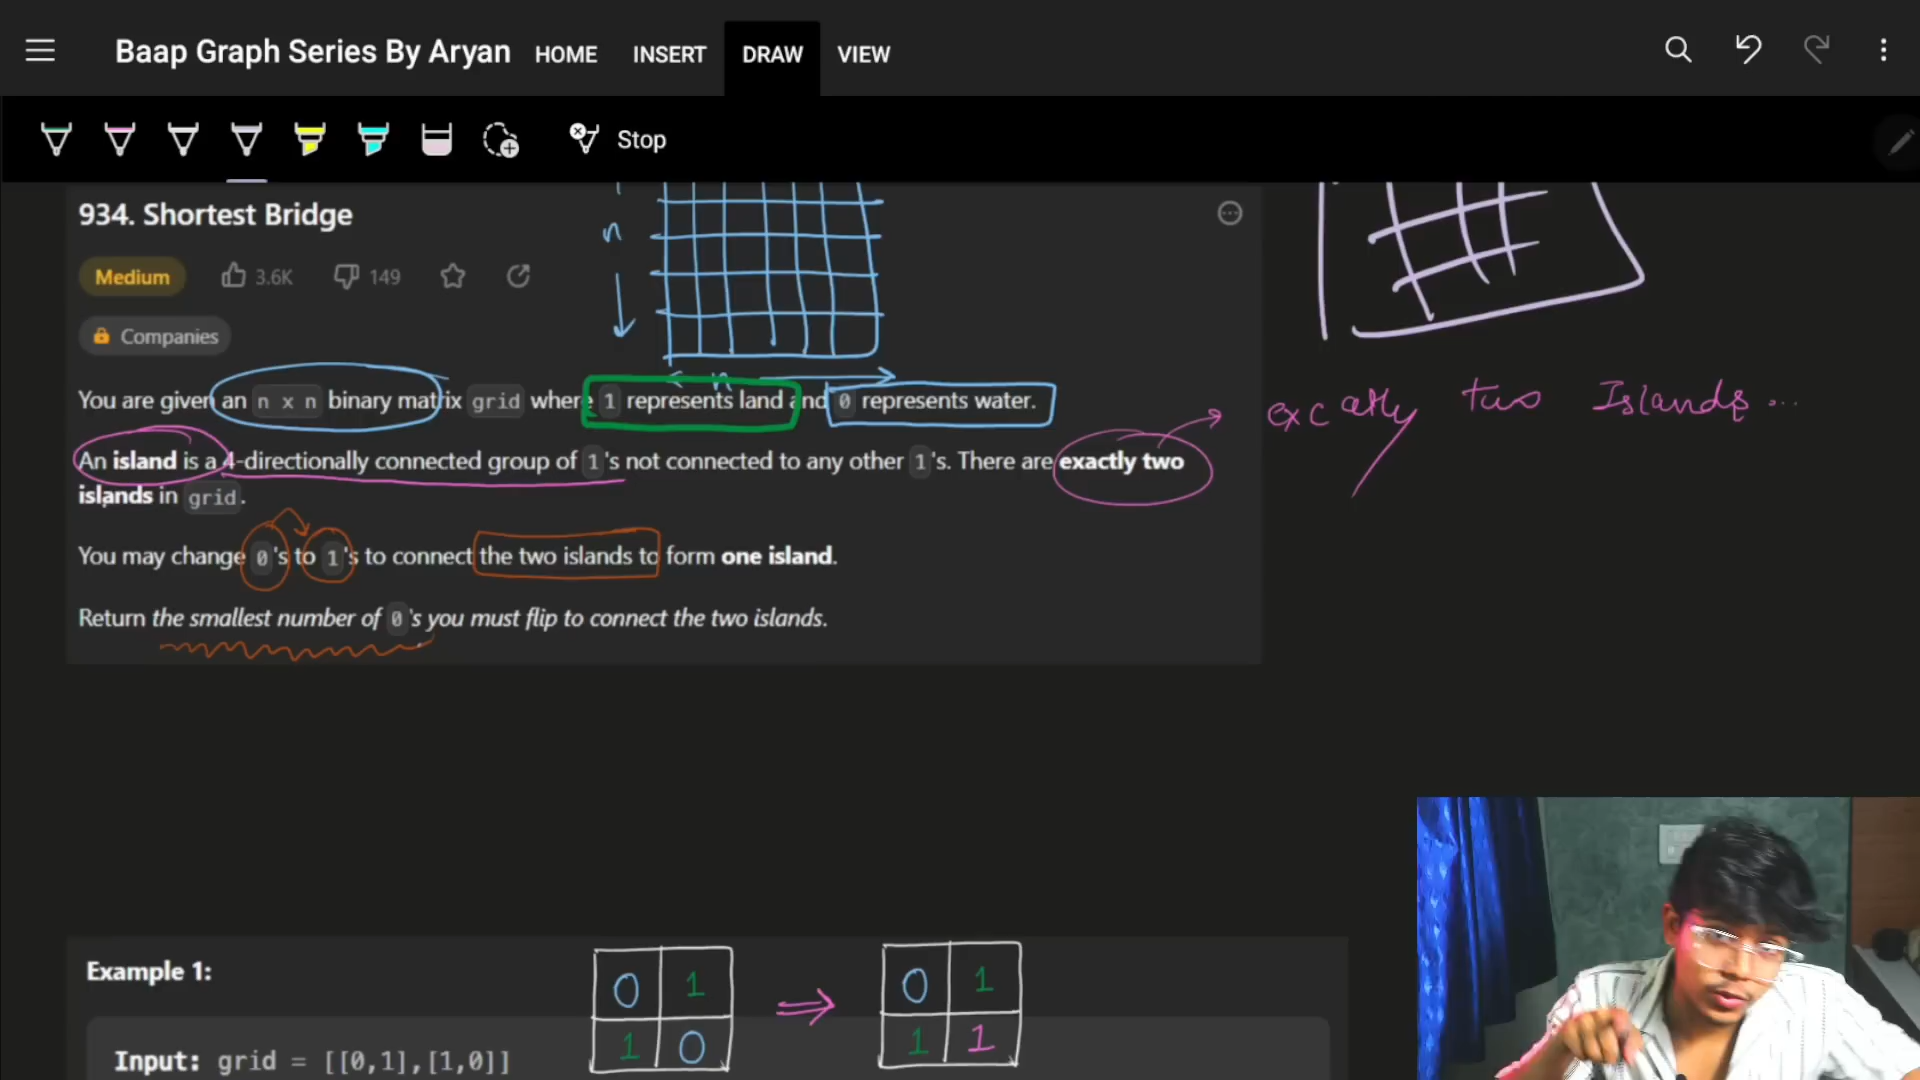 Baap Graph Series By Aryan HOME INSERT DRAW VIEW
Stop
934. Shortest Bridge
n
Medium 3.6K 149
Companies
n
You are given an n x n binary matrix grid where 1 represents land and 0 represents water.
excatly two Islands...
An island is a 4-directionally connected group of 1's not connected to any other 1's. There are exactly two
islands in grid.
You may change 0's to 1's to connect the two islands to form one island.
Return the smallest number of 0's you must flip to connect the two islands.
Example 1:
0 1 0 1
1 0 1 1
Input: grid = [[0,1],[1,0]]